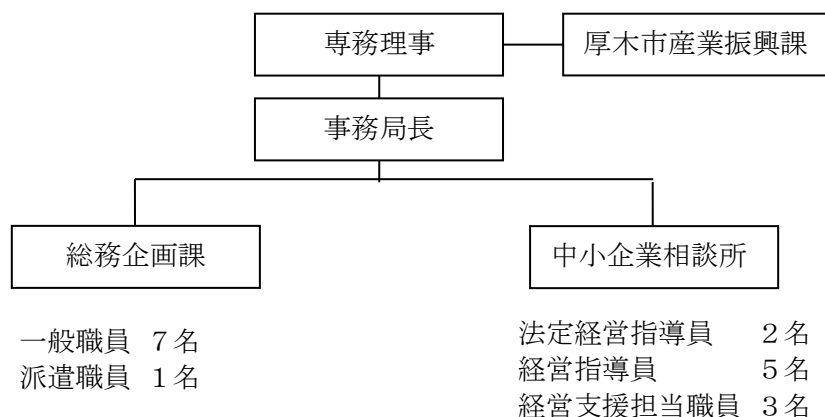 専務理事
厚木市産業振興課
事務局長
総務企画課
中小企業相談所
一般職員 7名
派遣職員 1名
法定経営指導員 2名
経営指導員 5名
経営支援担当職員 3名